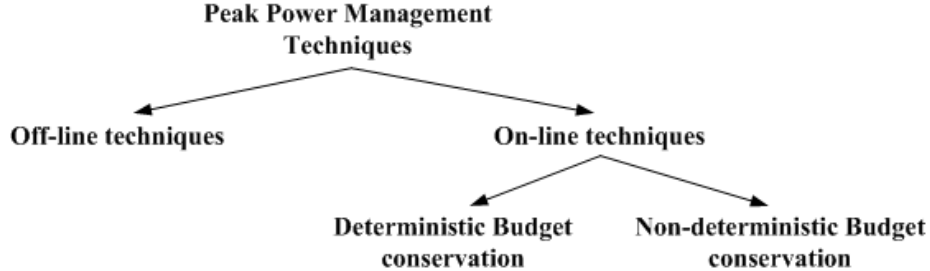 Peak Power Management
Techniques
Off-line techniques
On-line techniques
Deterministic Budget
conservation
Non-deterministic Budget
conservation